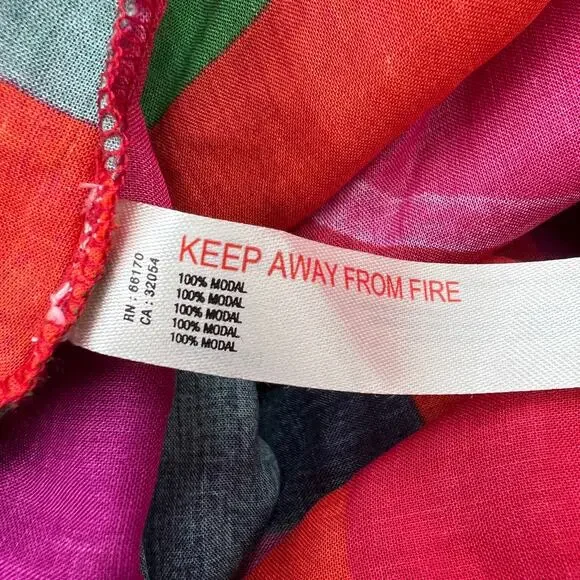 RN : 66170
CA : 32054
KEEP AWAY FROM FIRE
100% MODAL
100% MODAL
100% MODAL
100% MODAL
100% MODAL